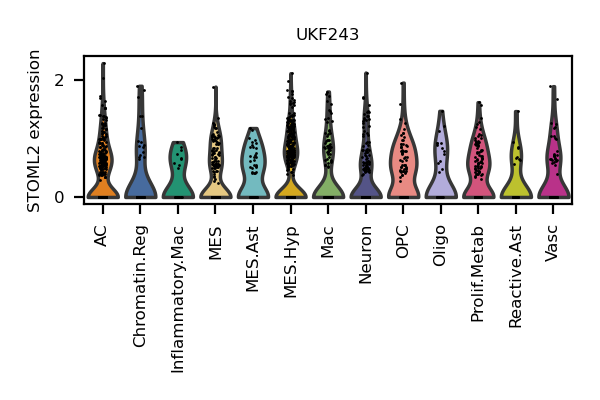 UKF243
STOML2 expression
2
0
AC
Chromatin.Reg
Inflammatory.Mac
MES
MES.Ast
MES.Hyp
Mac
Neuron
OPC
Oligo
Prolif.Metab
Reactive.Ast
Vasc